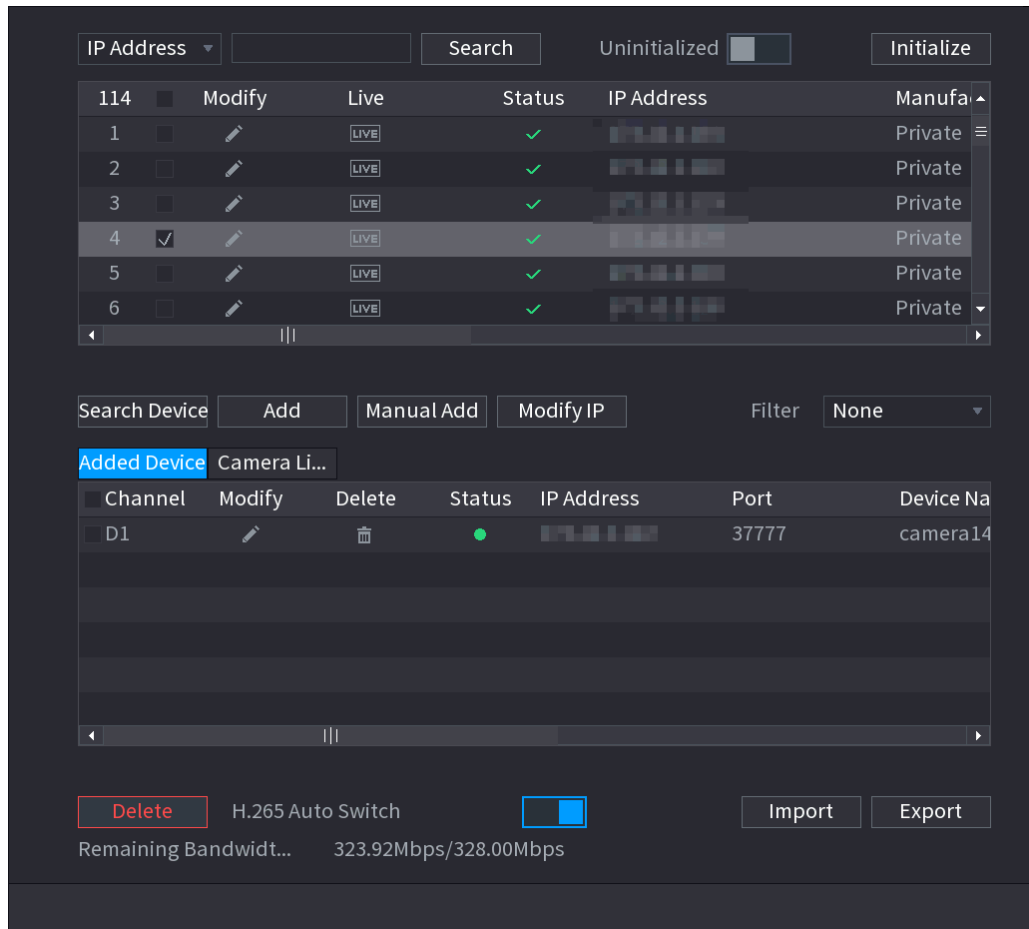 IP Address Search Uninitialized Initialize
114 Modify Live Status IP Address Manufa
1 LIVE Private
2 LIVE Private
3 LIVE Private
4 LIVE Private
5 LIVE Private
6 LIVE Private
Search Device Add Manual Add Modify IP Filter None
Added Device Camera Li...
Channel Modify Delete Status IP Address Port Device Na
D1 37777 camera14
Delete H.265 Auto Switch Import Export
Remaining Bandwidt... 323.92Mbps/328.00Mbps